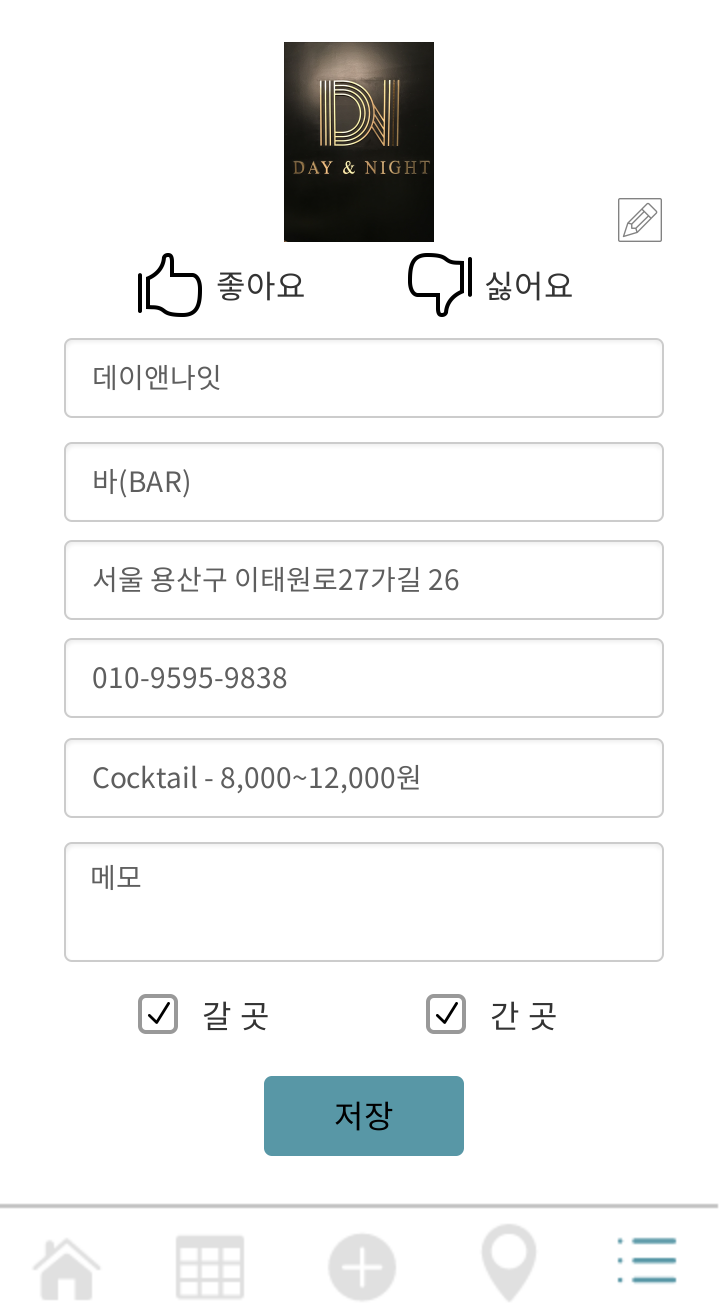 DN
DAY & NIGHT
좋아요 싫어요
데이앤나잇
바(BAR)
서울 용산구 이태원로27가길 26
010-9595-9838
Cocktail - 8,000~12,000원
메모
갈 곳 간 곳
저장